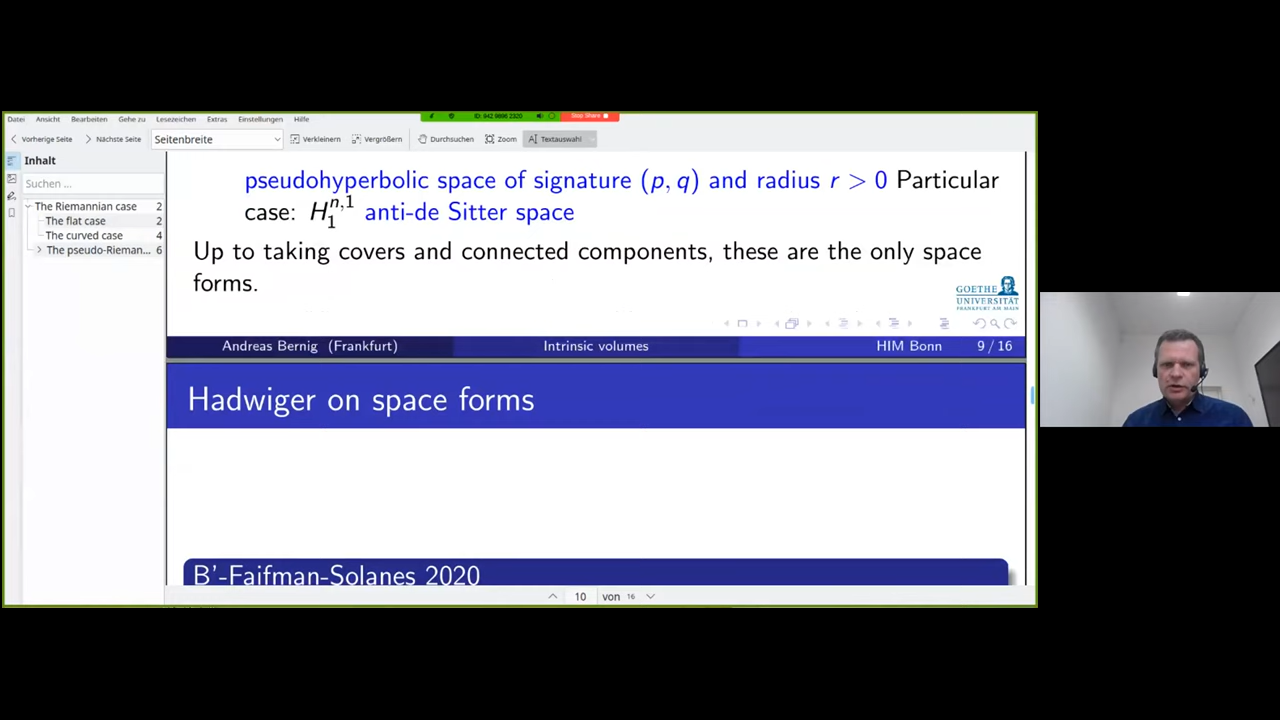 Datei Ansicht Bearbeiten Gehe zu Lesezeichen Extras Einstellungen Hilfe
ID: 842 9896 2320 Stop Share
Vorherige Seite Nächste Seite Seitenbreite Verkleinern Vergrößern Durchsuchen Zoom Textauswahl
Inhalt
Suchen ...
The Riemannian case 2
The flat case 2
The curved case 4
The pseudo-Rieman... 6
pseudohyperbolic space of signature (p, q) and radius r > 0 Particular
case: H₁ⁿ,¹ anti-de Sitter space
Up to taking covers and connected components, these are the only space
forms.
GOETHE
UNIVERSITÄT
FRANKFURT AM MAIN
Andreas Bernig (Frankfurt) Intrinsic volumes HIM Bonn 9 / 16
Hadwiger on space forms
B'-Faifman-Solanes 2020
10 von 16